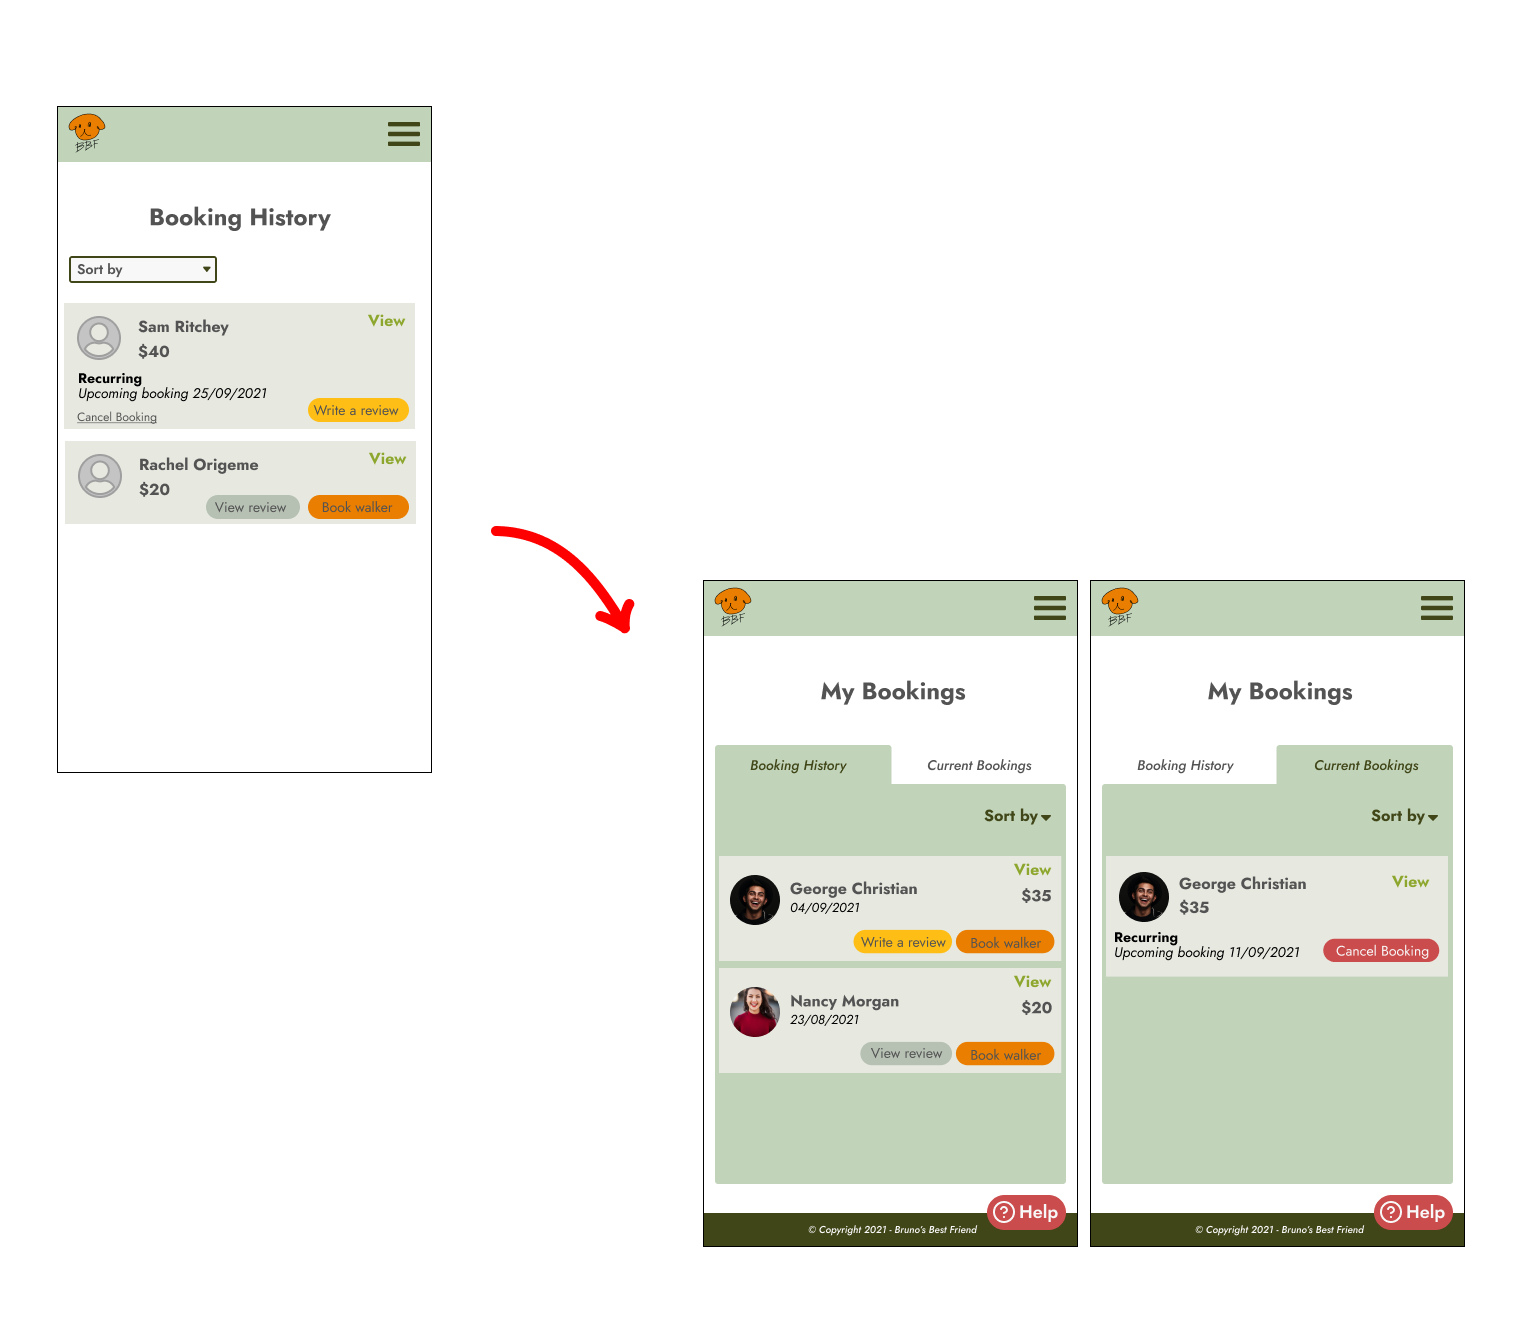 BBF
Booking History
Sort by
Sam Ritchey
View
$40
Recurring
Upcoming booking 25/09/2021
Write a review
Cancel Booking
Rachel Origeme
View
$20
View review
Book walker
BBF
My Bookings
Booking History
Current Bookings
Sort by
View
George Christian
$35
04/09/2021
Write a review
Book walker
View
Nancy Morgan
$20
23/08/2021
View review
Book walker
Help
© Copyright 2021 - Bruno's Best Friend
BBF
My Bookings
Booking History
Current Bookings
Sort by
George Christian
View
$35
Recurring
Upcoming booking 11/09/2021
Cancel Booking
Help
© Copyright 2021 - Bruno's Best Friend